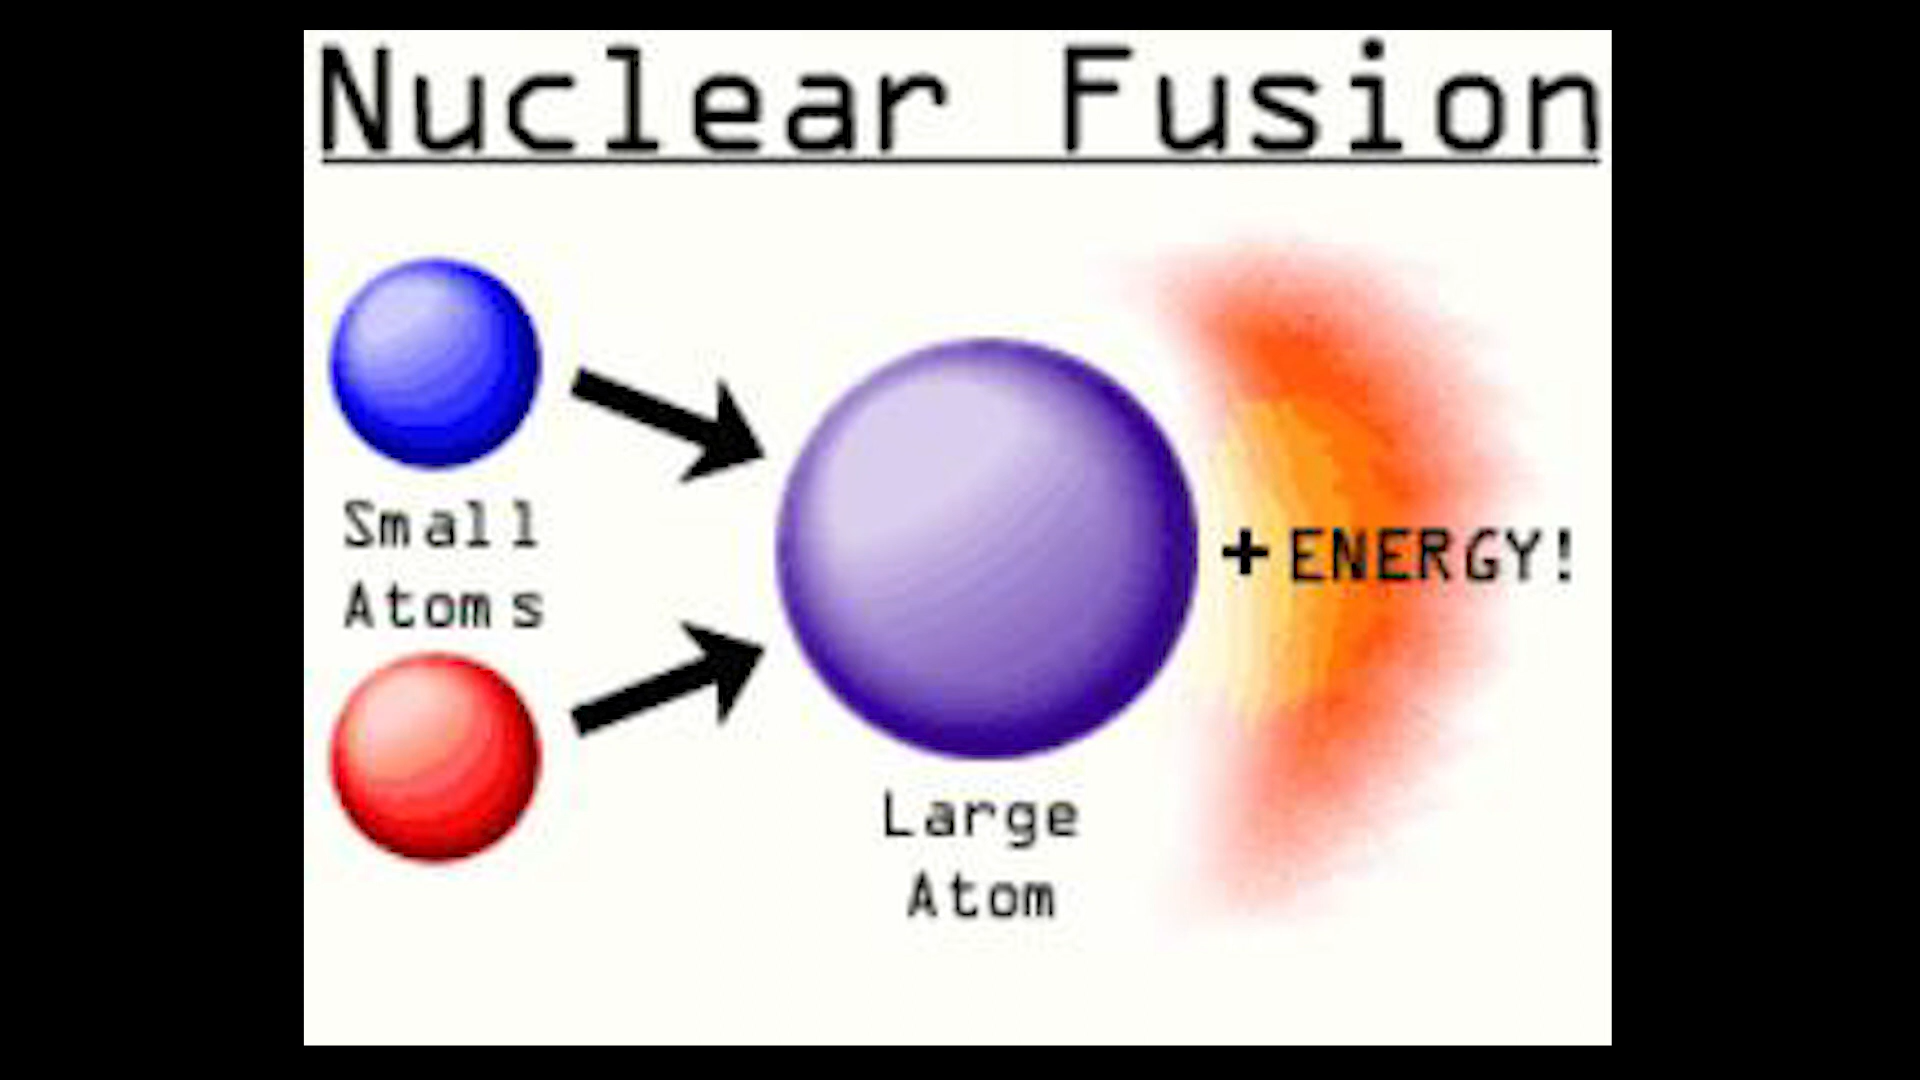 Nuclear Fusion
Small
Atoms
+ ENERGY!
Large
Atom